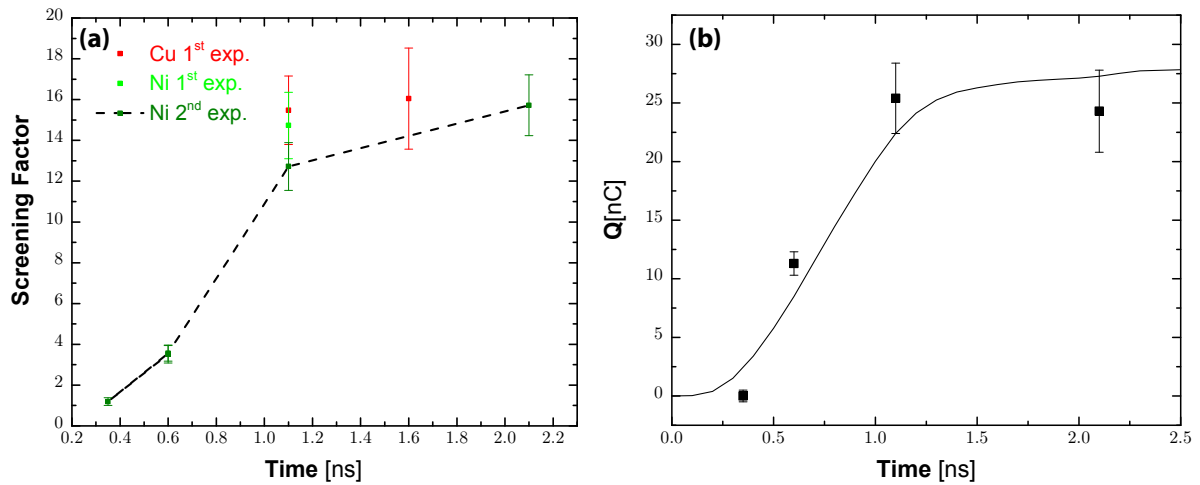 (a)
Cu 1st exp.
Ni 1st exp.
Ni 2nd exp.
Screening Factor
20
18
16
14
12
10
8
6
4
2
0
0.2 0.4 0.6 0.8 1.0 1.2 1.4 1.6 1.8 2.0 2.2
Time [ns]
(b)
Q[nC]
30
25
20
15
10
5
0
0.0 0.5 1.0 1.5 2.0 2.5
Time [ns]